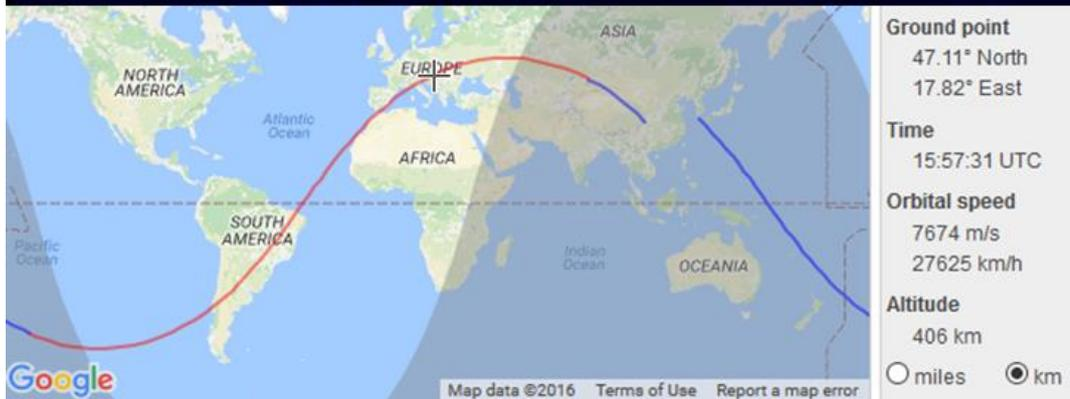 ASIA
EUROPE
NORTH
AMERICA
Atlantic
Ocean
AFRICA
SOUTH
AMERICA
Pacific
Ocean
Indian
Ocean
OCEANIA
Google
Map data ©2016 Terms of Use Report a map error
Ground point
47.11° North
17.82° East
Time
15:57:31 UTC
Orbital speed
7674 m/s
27625 km/h
Altitude
406 km
miles km